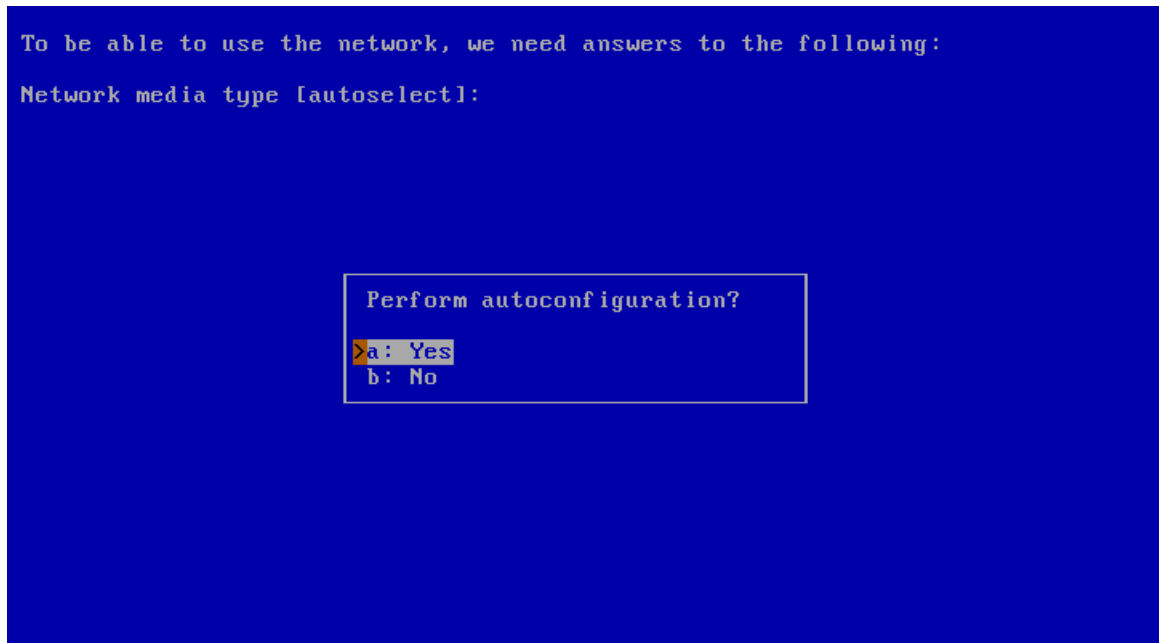 To be able to use the network, we need answers to the following:
Network media type [autoselect]:
Perform autoconfiguration?
>a: Yes
b: No